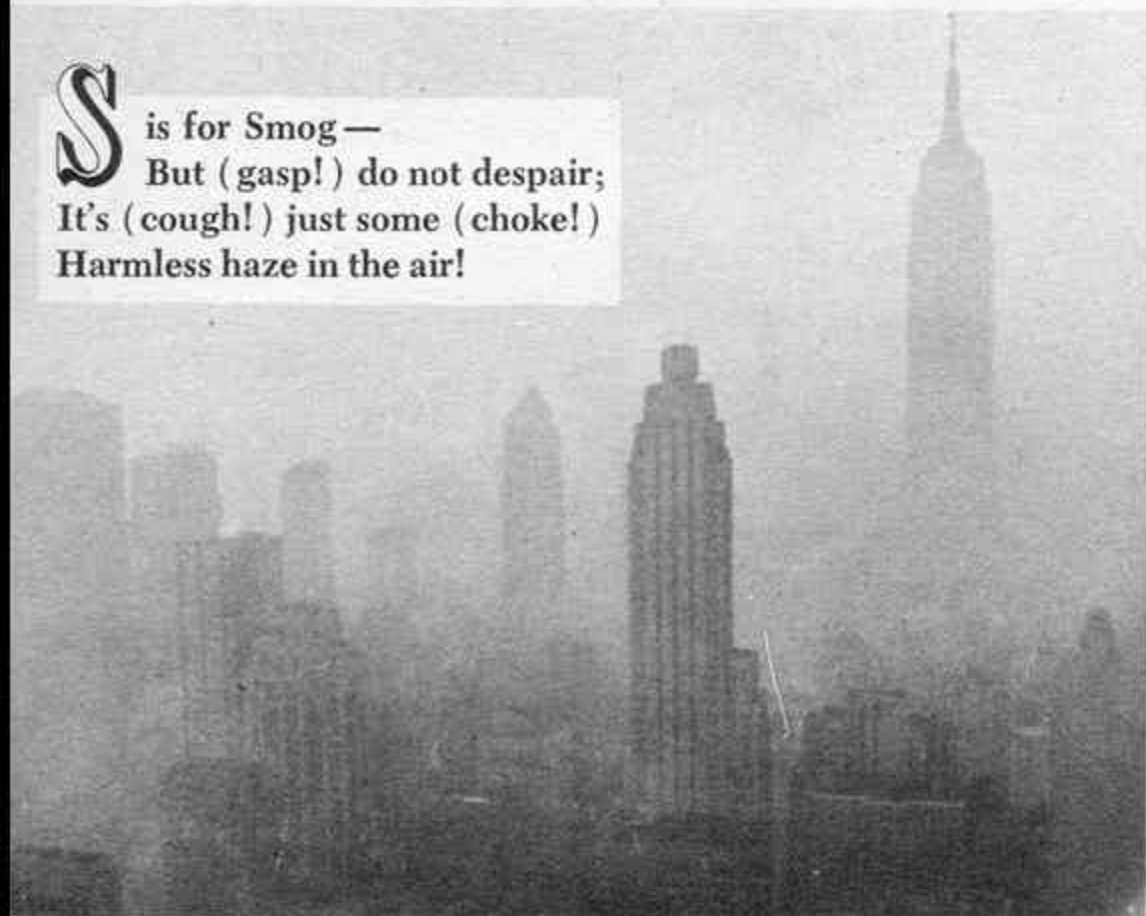 S is for Smog—
But (gasp!) do not despair;
It's (cough!) just some (choke!)
Harmless haze in the air!